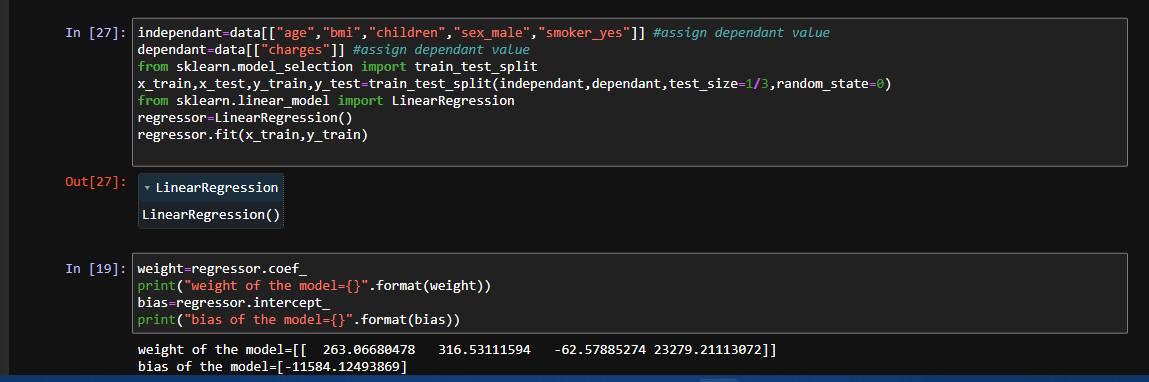 In [27]: independant=data[["age","bmi","children","sex_male","smoker_yes"]] #assign dependant value
dependant=data[["charges"]] #assign dependant value
from sklearn.model_selection import train_test_split
x_train,x_test,y_train,y_test=train_test_split(independant,dependant,test_size=1/3,random_state=0)
from sklearn.linear_model import LinearRegression
regressor=LinearRegression()
regressor.fit(x_train,y_train)
Out[27]: ▾ LinearRegression
LinearRegression()
In [19]: weight=regressor.coef_
print("weight of the model={}".format(weight))
bias=regressor.intercept_
print("bias of the model={}".format(bias))
weight of the model=[[  263.06680478   316.53111594   -62.57885274 23279.21113072]]
bias of the model=[-11584.12493869]